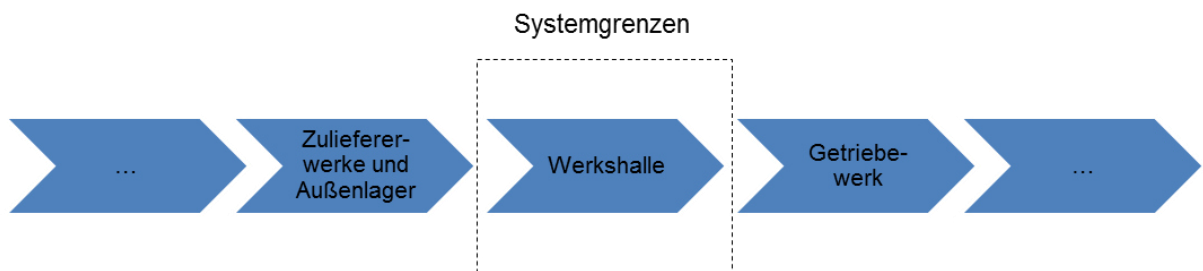 Systemgrenzen
…
Zulieferer-
werke und
Außenlager
Werkshalle
Getriebe-
werk
…